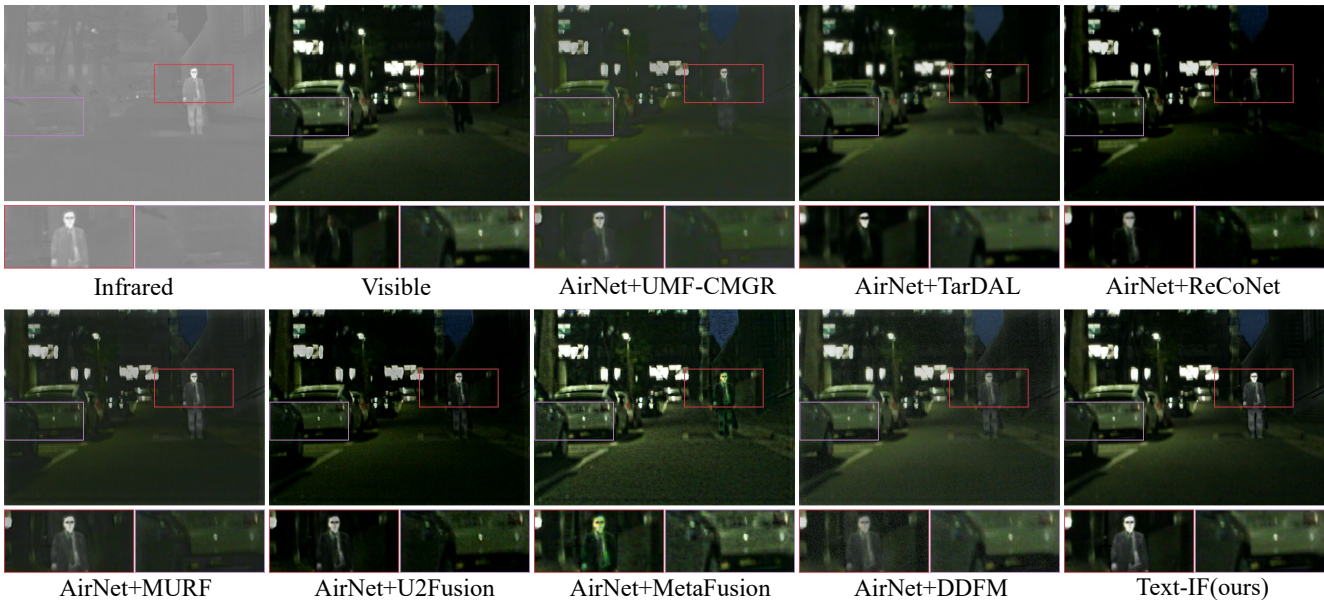 Infrared
Visible
AirNet+UMF-CMGR
AirNet+TarDAL
AirNet+ReCoNet
AirNet+MURF
AirNet+U2Fusion
AirNet+MetaFusion
AirNet+DDFM
Text-IF(ours)